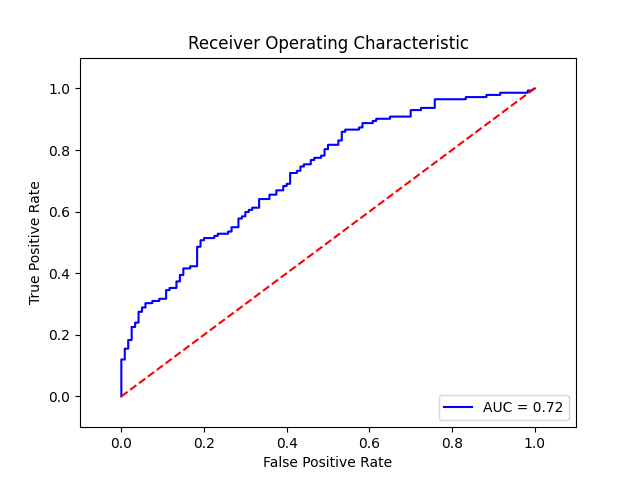 Receiver Operating Characteristic
True Positive Rate
1.0
0.8
0.6
0.4
0.2
0.0
AUC = 0.72
0.0 0.2 0.4 0.6 0.8 1.0
False Positive Rate